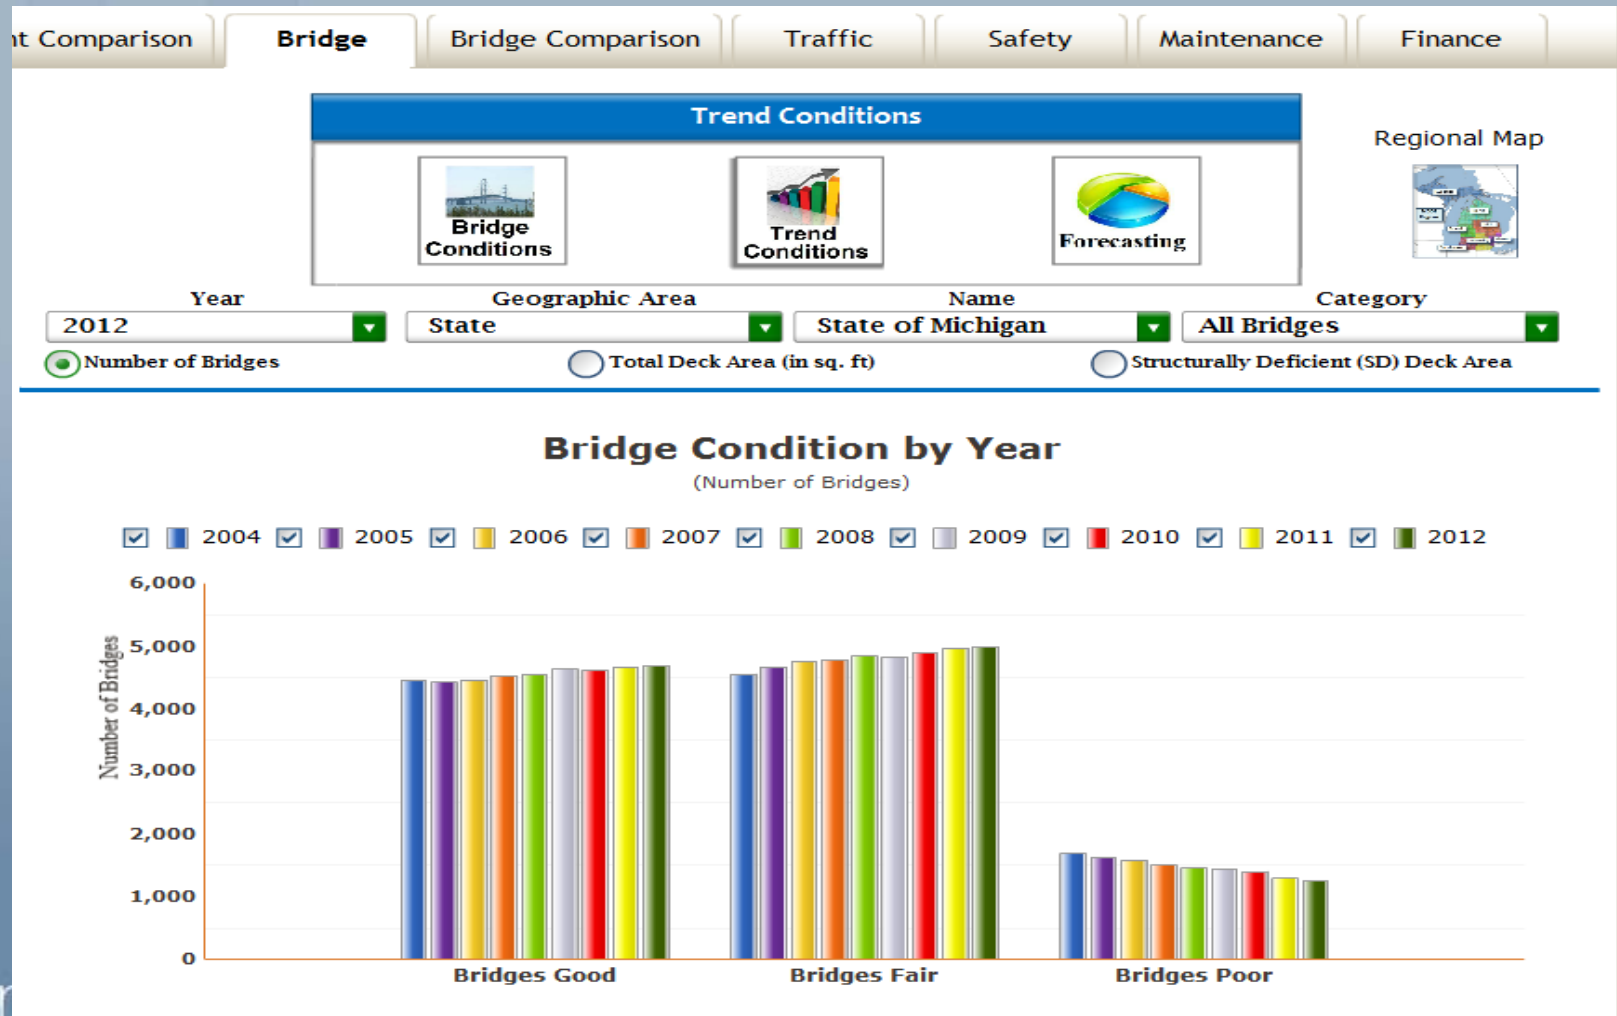 nt Comparison Bridge Bridge Comparison Traffic Safety Maintenance Finance
Trend Conditions
Regional Map
Bridge
Conditions
Trend
Conditions
Forecasting
Year Geographic Area Name Category
2012 State State of Michigan All Bridges
Number of Bridges Total Deck Area (in sq. ft) Structurally Deficient (SD) Deck Area
Bridge Condition by Year
(Number of Bridges)
2004 2005 2006 2007 2008 2009 2010 2011 2012
Number of Bridges
6,000
5,000
4,000
3,000
2,000
1,000
0
Bridges Good Bridges Fair Bridges Poor